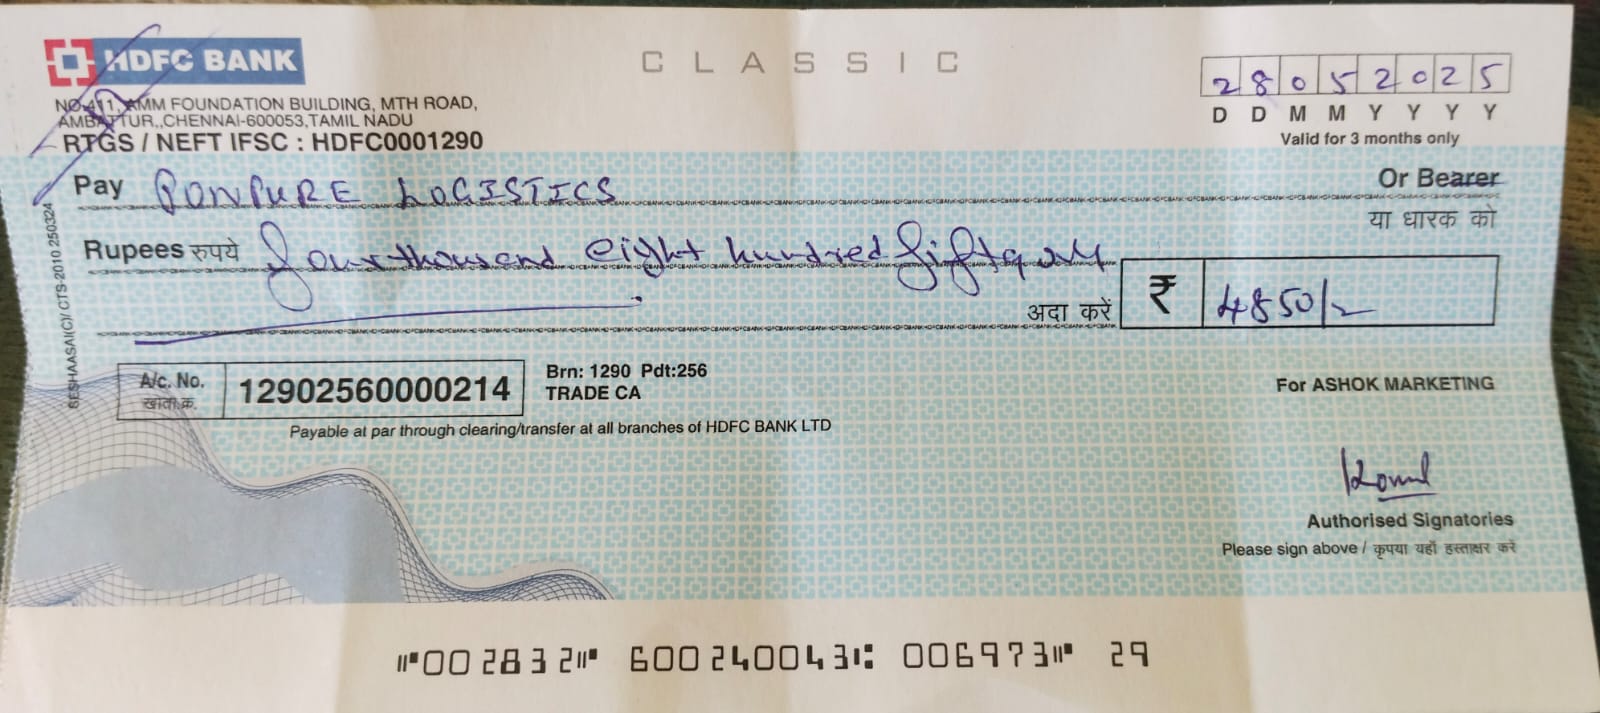 HDFC BANK
CLASSIC
28052025
D D M M Y Y Y Y
Valid for 3 months only
NO.411, AMM FOUNDATION BUILDING, MTH ROAD,
AMBATTUR,,CHENNAI-600053,TAMIL NADU
RTGS / NEFT IFSC : HDFC0001290
Pay PONPURE LOGISTICS Or Bearer
या धारक को
Rupees रुपये four thousand eight hundred fifty only
अदा करें ₹ 4850/-
SESHAASAI(C)/ CTS-2010 250324
A/c. No. 12902560000214
खाता क्र.
Brn: 1290 Pdt:256
TRADE CA
For ASHOK MARKETING
Payable at par through clearing/transfer at all branches of HDFC BANK LTD
Authorised Signatories
Please sign above / कृपया यहाँ हस्ताक्षर करें
⑈002832⑈ 600240043⑆ 006973⑈ 29